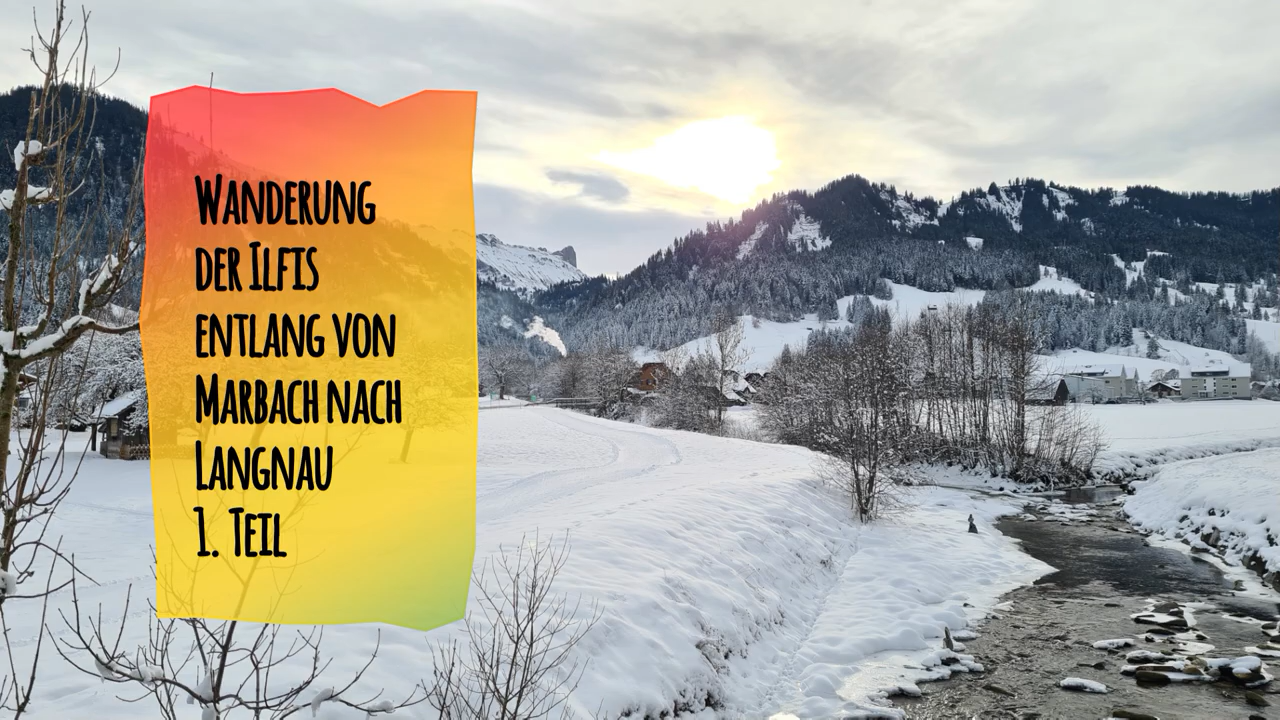 Wanderung
der Ilfis
entlang von
Marbach nach
Langnau
1. Teil